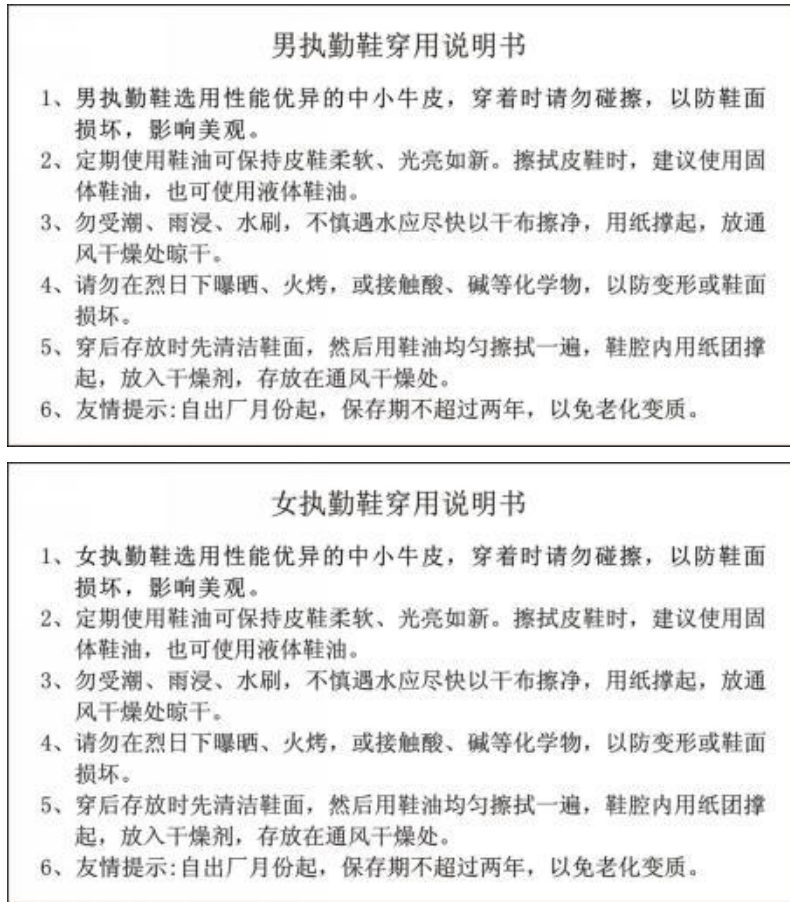 男执勤鞋穿用说明书
1、男执勤鞋选用性能优异的中小牛皮，穿着时请勿碰擦，以防鞋面
损坏，影响美观。
2、定期使用鞋油可保持皮鞋柔软、光亮如新。擦拭皮鞋时，建议使用固
体鞋油，也可使用液体鞋油。
3、勿受潮、雨浸、水刷，不慎遇水应尽快以干布擦净，用纸撑起，放通
风干燥处晾干。
4、请勿在烈日下曝晒、火烤，或接触酸、碱等化学物，以防变形或鞋面
损坏。
5、穿后存放时先清洁鞋面，然后用鞋油均匀擦拭一遍，鞋腔内用纸团撑
起，放入干燥剂，存放在通风干燥处。
6、友情提示:自出厂月份起，保存期不超过两年，以免老化变质。
女执勤鞋穿用说明书
1、女执勤鞋选用性能优异的中小牛皮，穿着时请勿碰擦，以防鞋面
损坏，影响美观。
2、定期使用鞋油可保持皮鞋柔软、光亮如新。擦拭皮鞋时，建议使用固
体鞋油，也可使用液体鞋油。
3、勿受潮、雨浸、水刷，不慎遇水应尽快以干布擦净，用纸撑起，放通
风干燥处晾干。
4、请勿在烈日下曝晒、火烤，或接触酸、碱等化学物，以防变形或鞋面
损坏。
5、穿后存放时先清洁鞋面，然后用鞋油均匀擦拭一遍，鞋腔内用纸团撑
起，放入干燥剂，存放在通风干燥处。
6、友情提示:自出厂月份起，保存期不超过两年，以免老化变质。